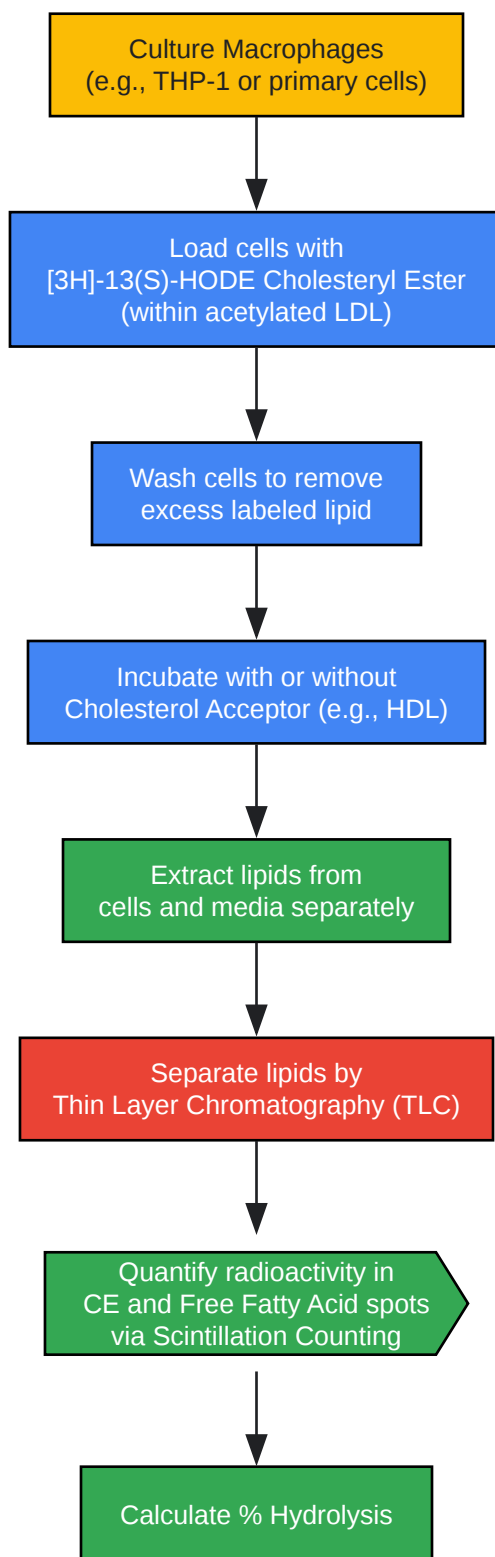 Culture Macrophages
(e.g., THP-1 or primary cells)
Load cells with
[3H]-13(S)-HODE Cholesteryl Ester
(within acetylated LDL)
Wash cells to remove
excess labeled lipid
Incubate with or without
Cholesterol Acceptor (e.g., HDL)
Extract lipids from
cells and media separately
Separate lipids by
Thin Layer Chromatography (TLC)
Quantify radioactivity in
CE and Free Fatty Acid spots
via Scintillation Counting
Calculate % Hydrolysis